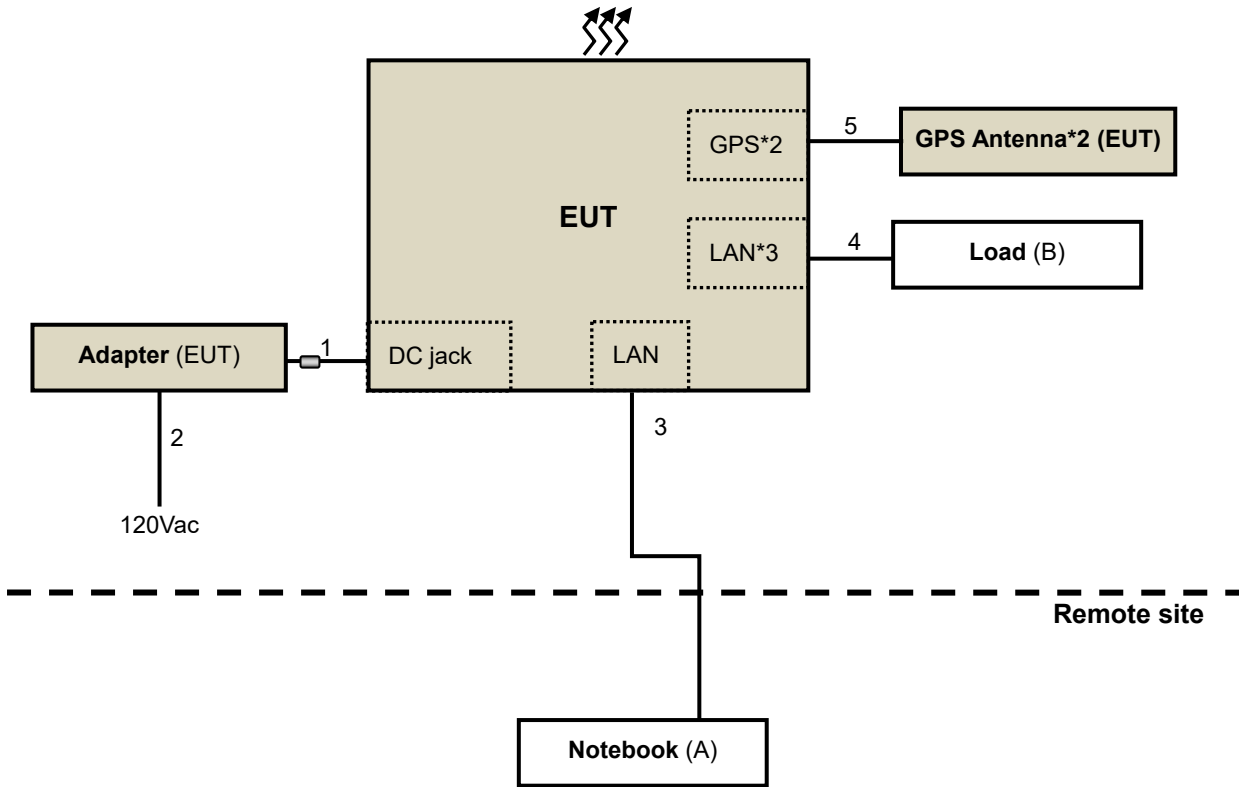 GPS*2
5
GPS Antenna*2 (EUT)
EUT
LAN*3
4
Load (B)
Adapter (EUT)
1
DC jack
LAN
2
3
120Vac
Remote site
Notebook (A)